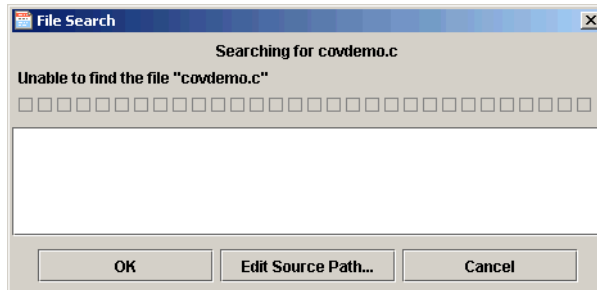 File Search
Searching for covdemo.c
Unable to find the file "covdemo.c"
OK
Edit Source Path...
Cancel